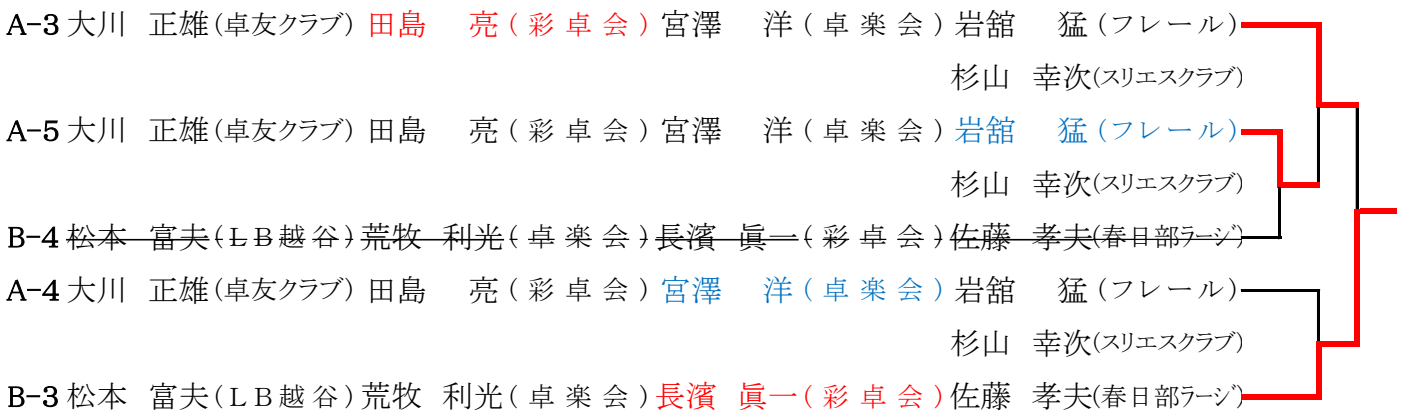 A-3 大川 正雄(卓友クラブ) 田島 亮(彩卓会) 宮澤 洋(卓楽会) 岩舘 猛(フレール)
杉山 幸次(スリエスクラブ)
A-5 大川 正雄(卓友クラブ) 田島 亮(彩卓会) 宮澤 洋(卓楽会) 岩舘 猛(フレール)
杉山 幸次(スリエスクラブ)
B-4 松本 富夫(LB越谷) 荒牧 利光(卓楽会) 長濱 眞一(彩卓会) 佐藤 孝夫(春日部ラージ)
A-4 大川 正雄(卓友クラブ) 田島 亮(彩卓会) 宮澤 洋(卓楽会) 岩舘 猛(フレール)
杉山 幸次(スリエスクラブ)
B-3 松本 富夫(LB越谷) 荒牧 利光(卓楽会) 長濱 眞一(彩卓会) 佐藤 孝夫(春日部ラージ)